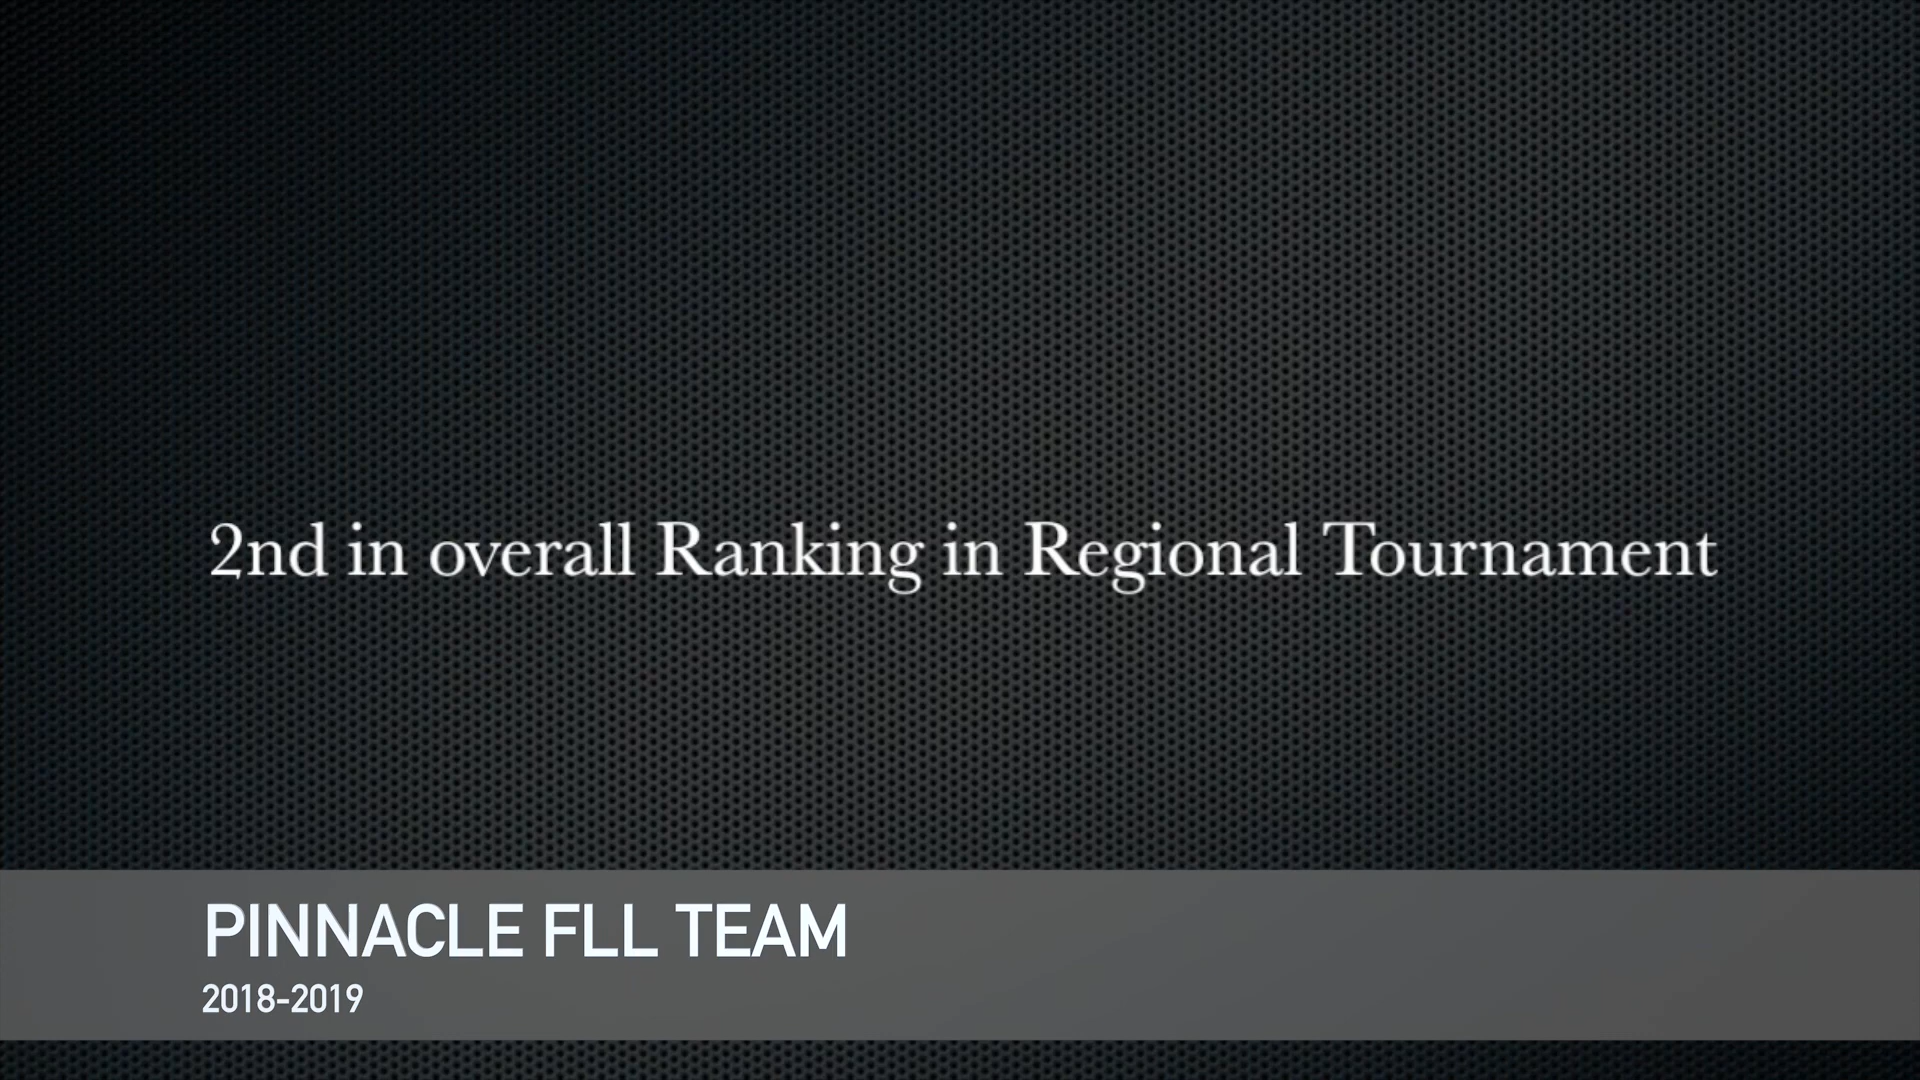 2nd in overall Ranking in Regional Tournament
PINNACLE FLL TEAM
2018-2019